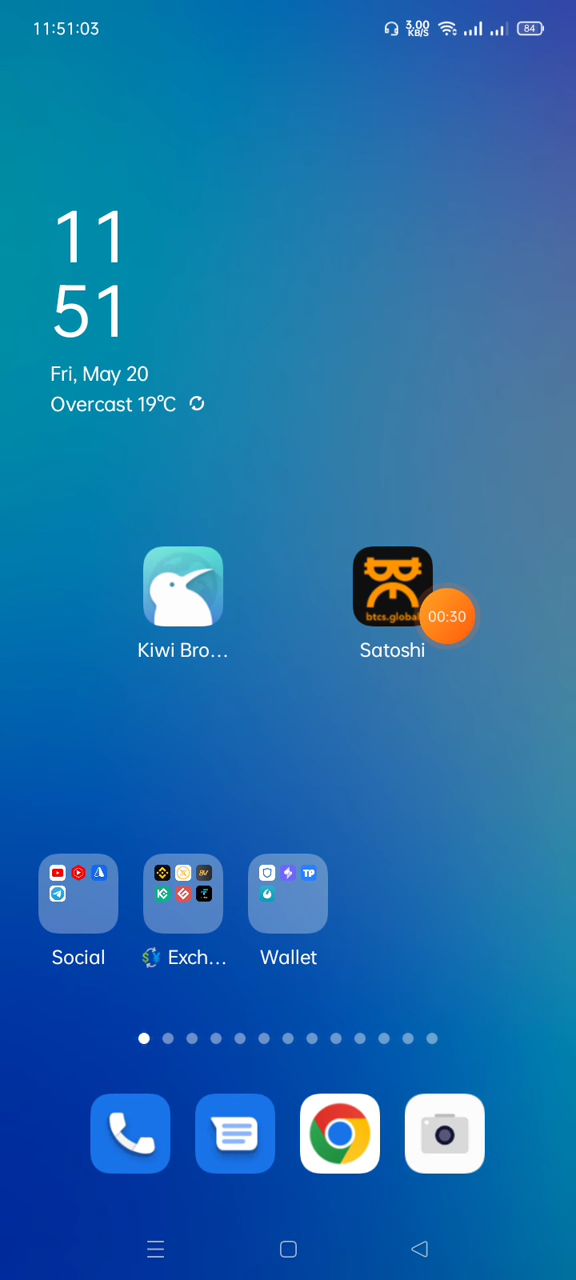 11:51:03
3.00
KB/S
84
11
51
Fri, May 20
Overcast 19℃
btcs.global
00:30
Kiwi Bro...
Satoshi
TP
Social
Exch...
Wallet